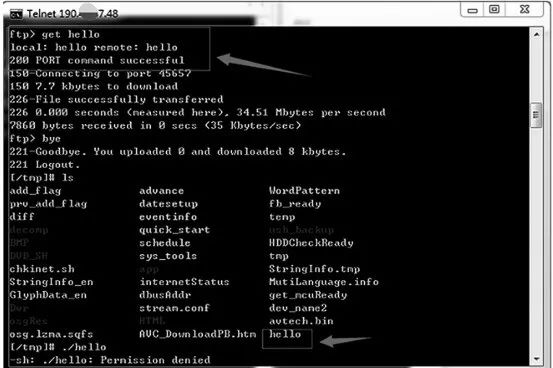 Telnet 190. 7.48
ftp> get hello
local: hello remote: hello
200 PORT command successful
150-Connecting to port 45657
150 7.7 kbytes to download
226-File successfully transferred
226 0.000 seconds (measured here), 34.51 Mbytes per second
7860 bytes received in 0 secs (35 Kbytes/sec)
ftp> bye
221-Goodbye. You uploaded 0 and downloaded 8 kbytes.
221 Logout.
[/tmp]# ls
add_flag advance WordPattern
prv_add_flag datesetup fb_ready
diff eventinfo temp
decomp quick_start usb_backup
BMP schedule HDDCheckReady
DVD_SH sys_tools tmp
chkinet.sh app StringInfo.tmp
StringInfo_en internetStatus MutiLanguage.info
GlyphData_en dbusAddr get_mcuReady
Dwr stream.conf dev_name2
osgRes HTML avtech.bin
osg.lzma.sqfs AVC_DownloadPB.htm hello
[/tmp]# ./hello
-sh: ./hello: Permission denied